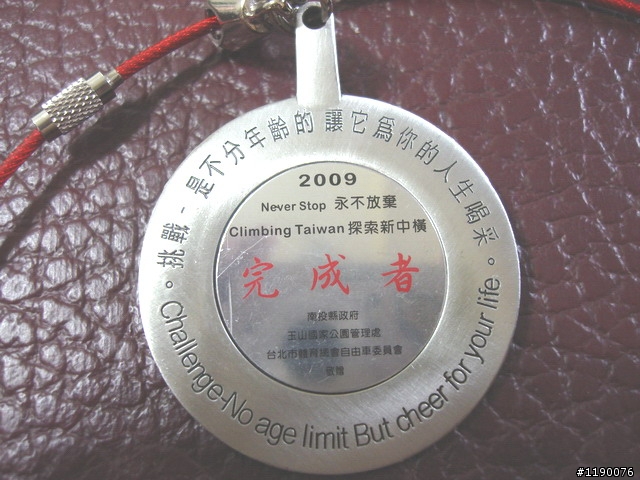 挑戰-是不分年齡的 讓它為你的人生喝采。
2009
Never Stop 永不放棄
Climbing Taiwan 探索新中橫
完成者
南投縣政府
玉山國家公園管理處
台北市體育總會自由車委員會
敬贈
Challenge-No age limit But cheer for your life
#1190076